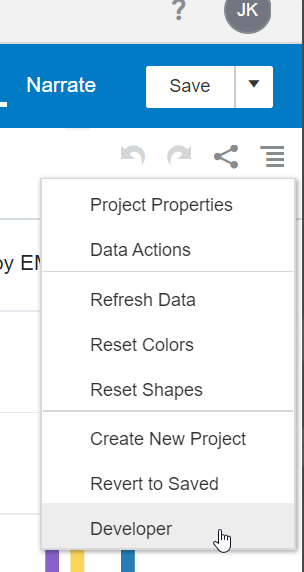 ?
JK
Narrate
Save
Project Properties
Data Actions
by EM
Refresh Data
Reset Colors
Reset Shapes
Create New Project
Revert to Saved
Developer